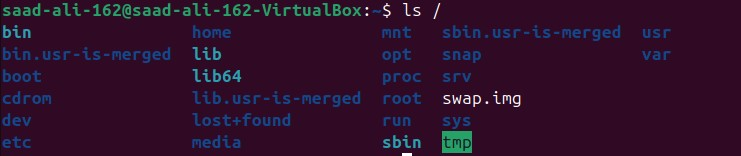 saad-ali-162@saad-ali-162-VirtualBox:~$ ls /
bin home mnt sbin.usr-is-merged usr
bin.usr-is-merged lib opt snap var
boot lib64 proc srv
cdrom lib.usr-is-merged root swap.img
dev lost+found run sys
etc media sbin tmp